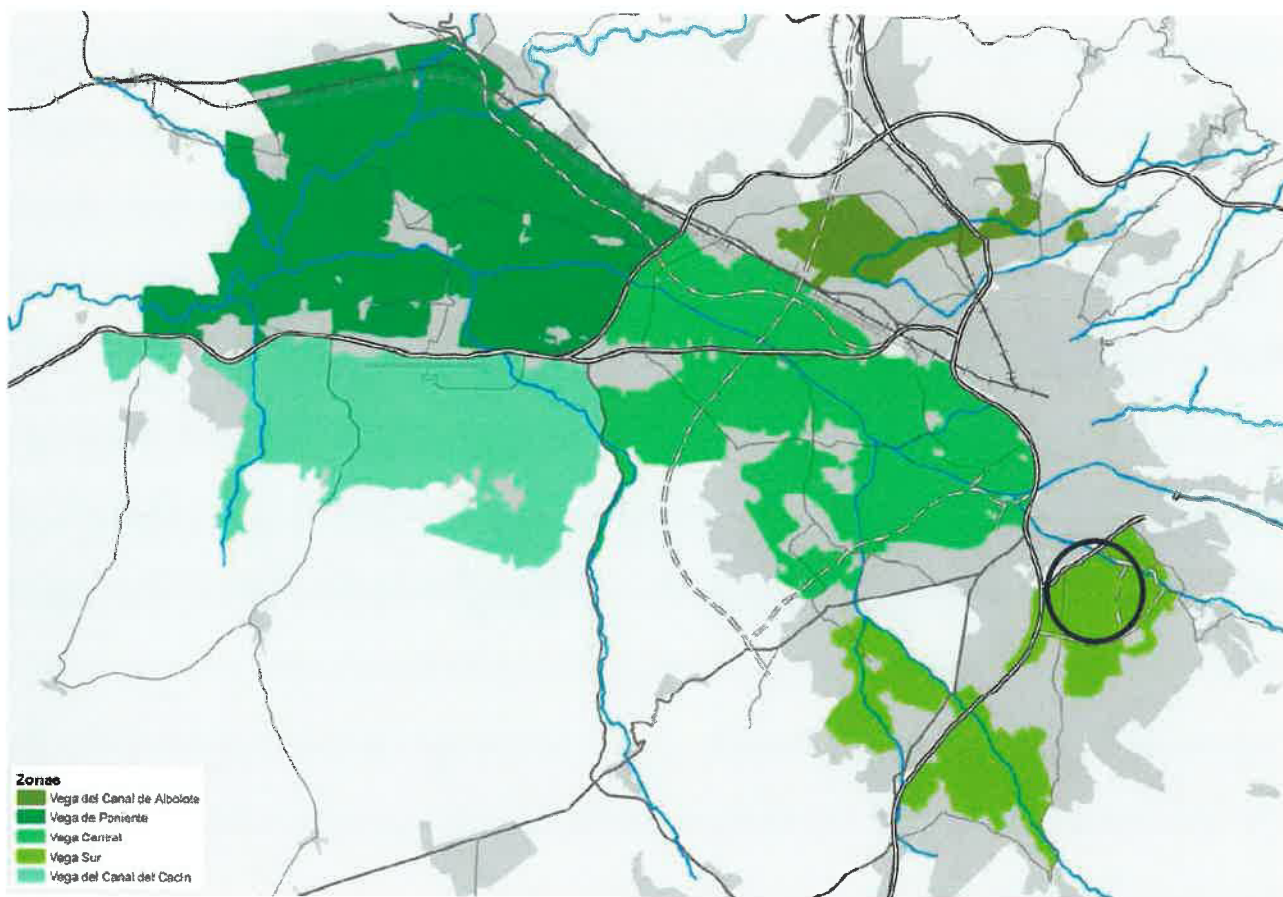 Zonas
Vega del Canal de Albolote
Vega de Poniente
Vega Central
Vega Sur
Vega del Canal del Cacín